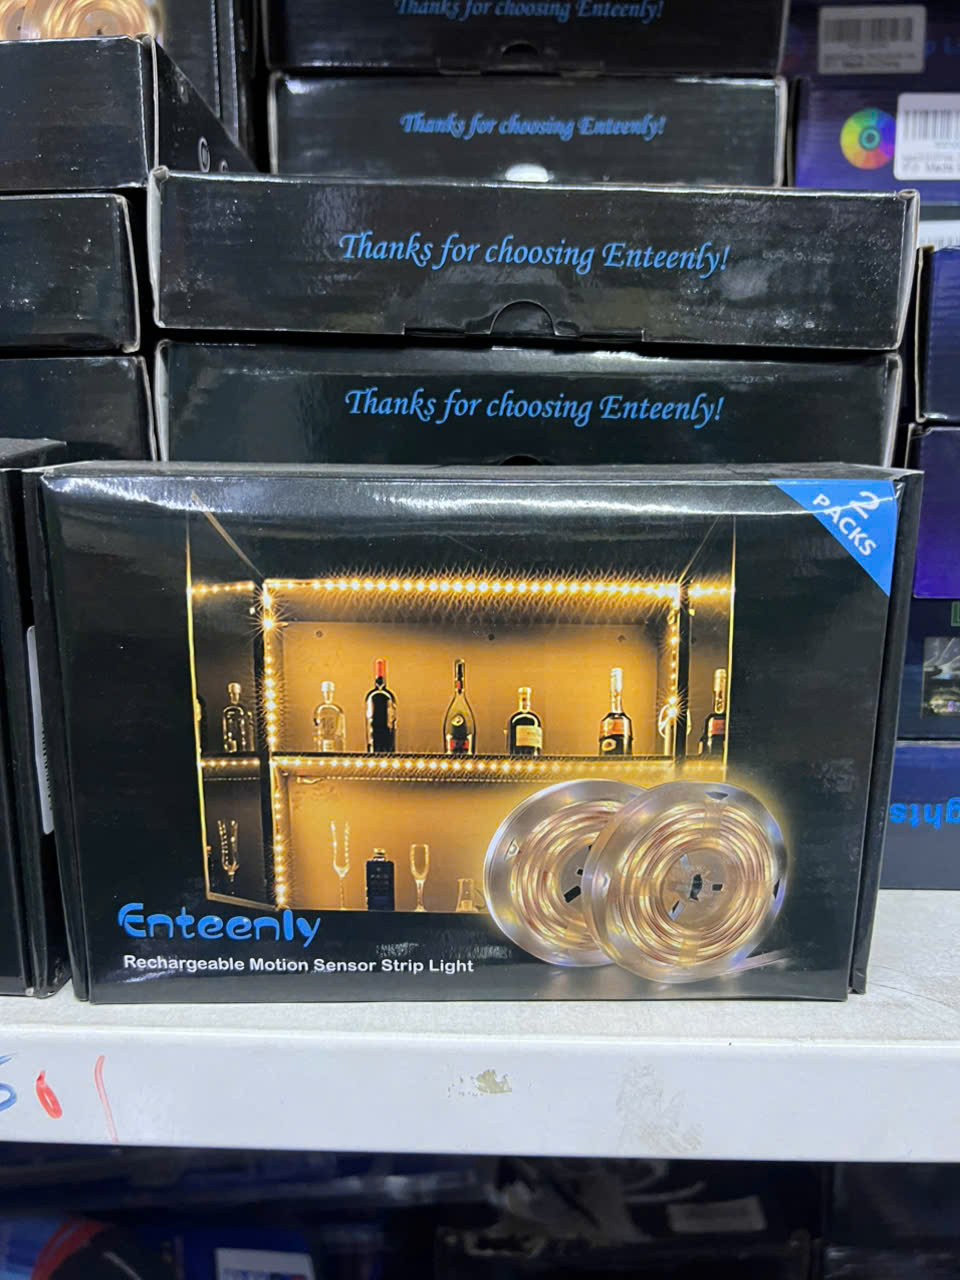 Thanks for choosing Enteenly!
Thanks for choosing Enteenly!
Thanks for choosing Enteenly!
Thanks for choosing Enteenly!
2
PACKS
Enteenly
Rechargeable Motion Sensor Strip Light
ghts